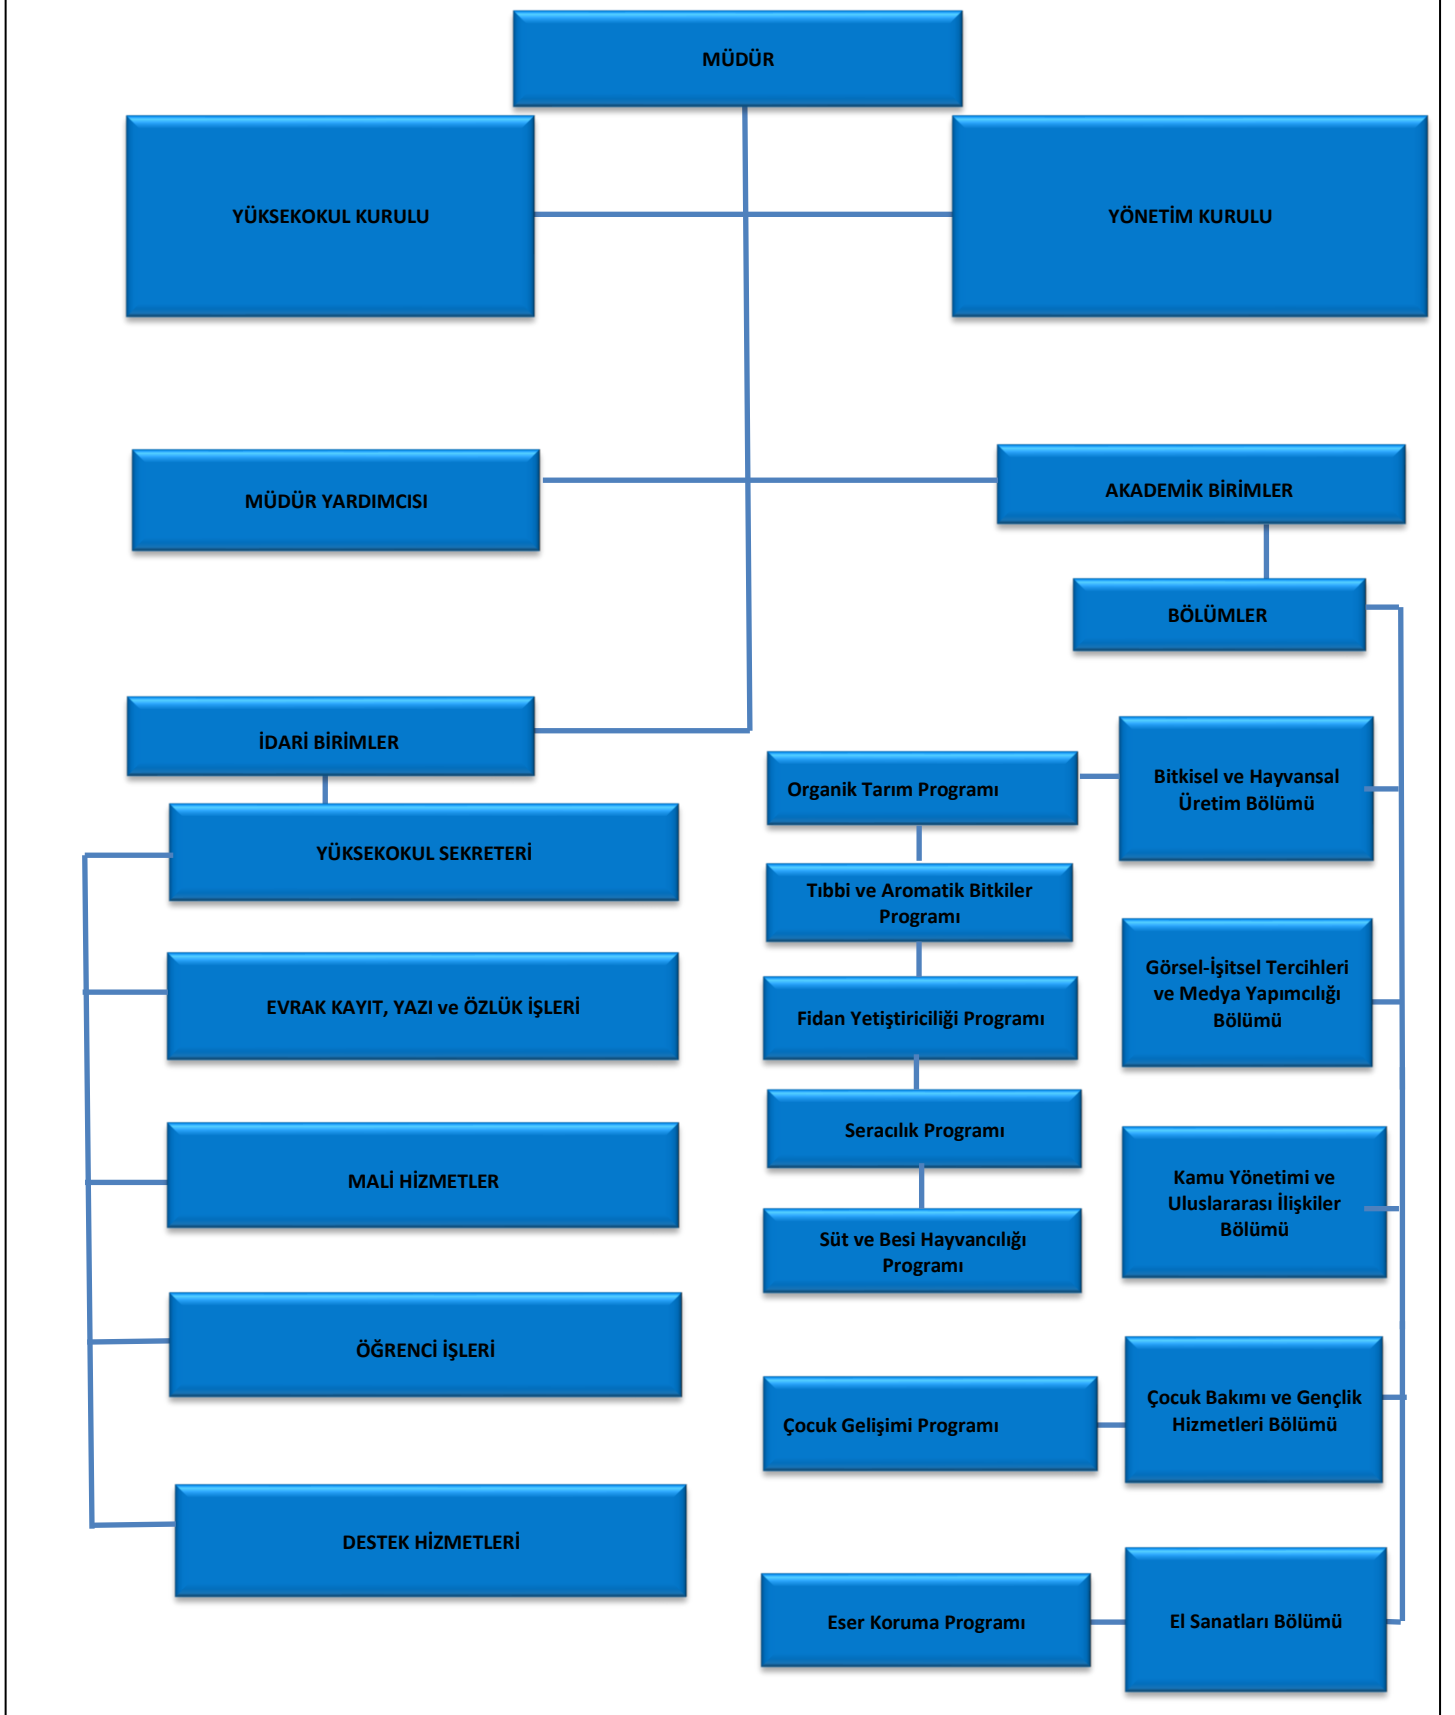 MÜDÜR
YÜKSEKOKUL KURULU
YÖNETİM KURULU
MÜDÜR YARDIMCISI
AKADEMİK BİRİMLER
BÖLÜMLER
İDARİ BİRİMLER
YÜKSEKOKUL SEKRETERİ
EVRAK KAYIT, YAZI ve ÖZLÜK İŞLERİ
MALİ HİZMETLER
ÖĞRENCİ İŞLERİ
DESTEK HİZMETLERİ
Bitkisel ve Hayvansal
Üretim Bölümü
Organik Tarım Programı
Tıbbi ve Aromatik Bitkiler
Programı
Fidan Yetiştiriciliği Programı
Seracılık Programı
Süt ve Besi Hayvancılığı
Programı
Görsel-İşitsel Tercihleri
ve Medya Yapımcılığı
Bölümü
Kamu Yönetimi ve
Uluslararası İlişkiler
Bölümü
Çocuk Bakımı ve Gençlik
Hizmetleri Bölümü
Çocuk Gelişimi Programı
El Sanatları Bölümü
Eser Koruma Programı